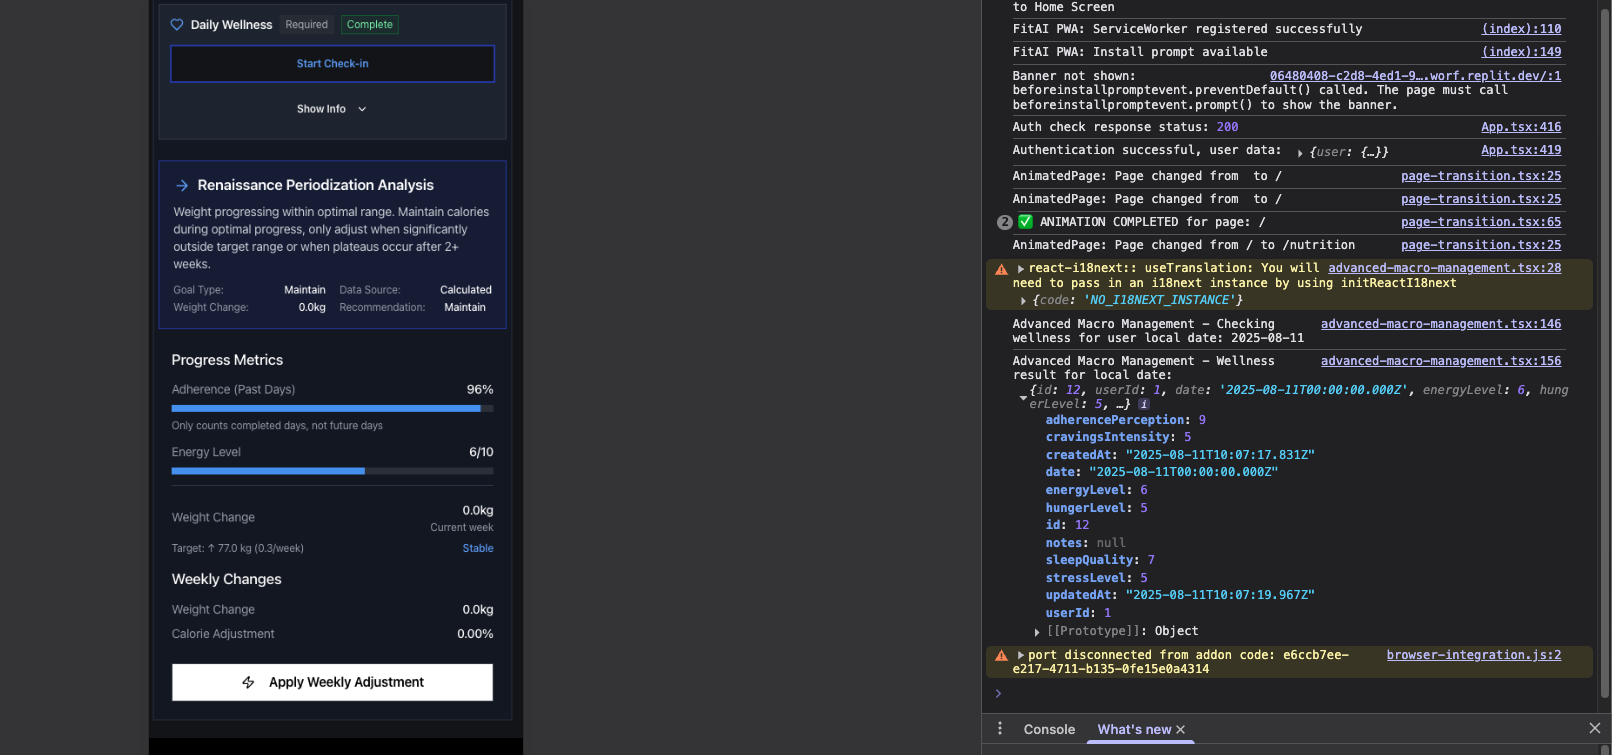 Daily Wellness Required Complete
Start Check-in
Show Info
Renaissance Periodization Analysis
Weight progressing within optimal range. Maintain calories
during optimal progress, only adjust when significantly
outside target range or when plateaus occur after 2+
weeks.
Goal Type: Maintain Data Source: Calculated
Weight Change: 0.0kg Recommendation: Maintain
Progress Metrics
Adherence (Past Days) 96%
Only counts completed days, not future days
Energy Level 6/10
Weight Change 0.0kg
Current week
Target: ↑ 77.0 kg (0.3/week) Stable
Weekly Changes
Weight Change 0.0kg
Calorie Adjustment 0.00%
Apply Weekly Adjustment
to Home Screen
FitAI PWA: ServiceWorker registered successfully (index):110
FitAI PWA: Install prompt available (index):149
Banner not shown: 06480408-c2d8-4ed1-9….worf.replit.dev/:1
beforeinstallpromptevent.preventDefault() called. The page must call
beforeinstallpromptevent.prompt() to show the banner.
Auth check response status: 200 App.tsx:416
Authentication successful, user data: {user: {…}} App.tsx:419
AnimatedPage: Page changed from to / page-transition.tsx:25
AnimatedPage: Page changed from to / page-transition.tsx:25
2 ✅ ANIMATION COMPLETED for page: / page-transition.tsx:65
AnimatedPage: Page changed from / to /nutrition page-transition.tsx:25
react-i18next:: useTranslation: You will advanced-macro-management.tsx:28
need to pass in an i18next instance by using initReactI18next
{code: 'NO_I18NEXT_INSTANCE'}
Advanced Macro Management - Checking advanced-macro-management.tsx:146
wellness for user local date: 2025-08-11
Advanced Macro Management - Wellness advanced-macro-management.tsx:156
result for local date:
{id: 12, userId: 1, date: '2025-08-11T00:00:00.000Z', energyLevel: 6, hung
erLevel: 5, …} i
adherencePerception: 9
cravingsIntensity: 5
createdAt: "2025-08-11T10:07:17.831Z"
date: "2025-08-11T00:00:00.000Z"
energyLevel: 6
hungerLevel: 5
id: 12
notes: null
sleepQuality: 7
stressLevel: 5
updatedAt: "2025-08-11T10:07:19.967Z"
userId: 1
[[Prototype]]: Object
port disconnected from addon code: e6ccb7ee- browser-integration.js:2
e217-4711-b135-0fe15e0a4314
Console What's new